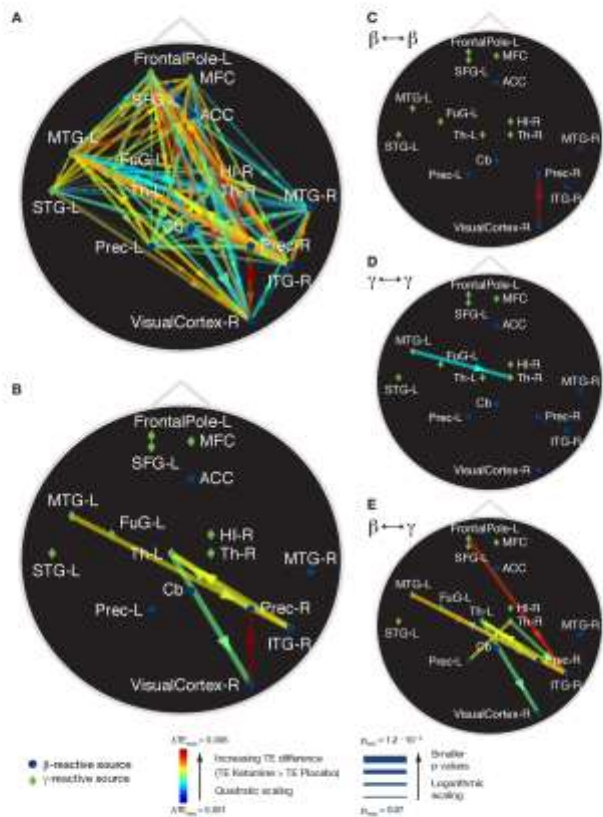 A
FrontalPole-L
MFC
SFG-L
ACC
MTG-L
FuG-L
HI-R
Th-L
Th-R
MTG-R
STG-L
Cb
Prec-L
Prec-R
ITG-R
VisualCortex-R
B
FrontalPole-L
MFC
SFG-L
ACC
MTG-L
FuG-L
HI-R
Th-L
Th-R
MTG-R
STG-L
Cb
Prec-L
Prec-R
ITG-R
VisualCortex-R
C
β↔β
FrontalPole-L
MFC
SFG-L
ACC
MTG-L
FuG-L
HI-R
Th-L
Th-R
MTG-R
STG-L
Cb
Prec-L
Prec-R
ITG-R
VisualCortex-R
D
γ↔γ
FrontalPole-L
MFC
SFG-L
ACC
MTG-L
FuG-L
HI-R
Th-L
Th-R
MTG-R
STG-L
Cb
Prec-L
Prec-R
ITG-R
VisualCortex-R
E
β↔γ
FrontalPole-L
MFC
SFG-L
ACC
MTG-L
FuG-L
HI-R
Th-L
Th-R
MTG-R
STG-L
Cb
Prec-L
Prec-R
ITG-R
VisualCortex-R
β-reactive source
γ-reactive source
Increasing TE difference
(TE Ketamine > TE Placebo)
Quadratic scaling
Smaller
p values
Logarithmic
scaling